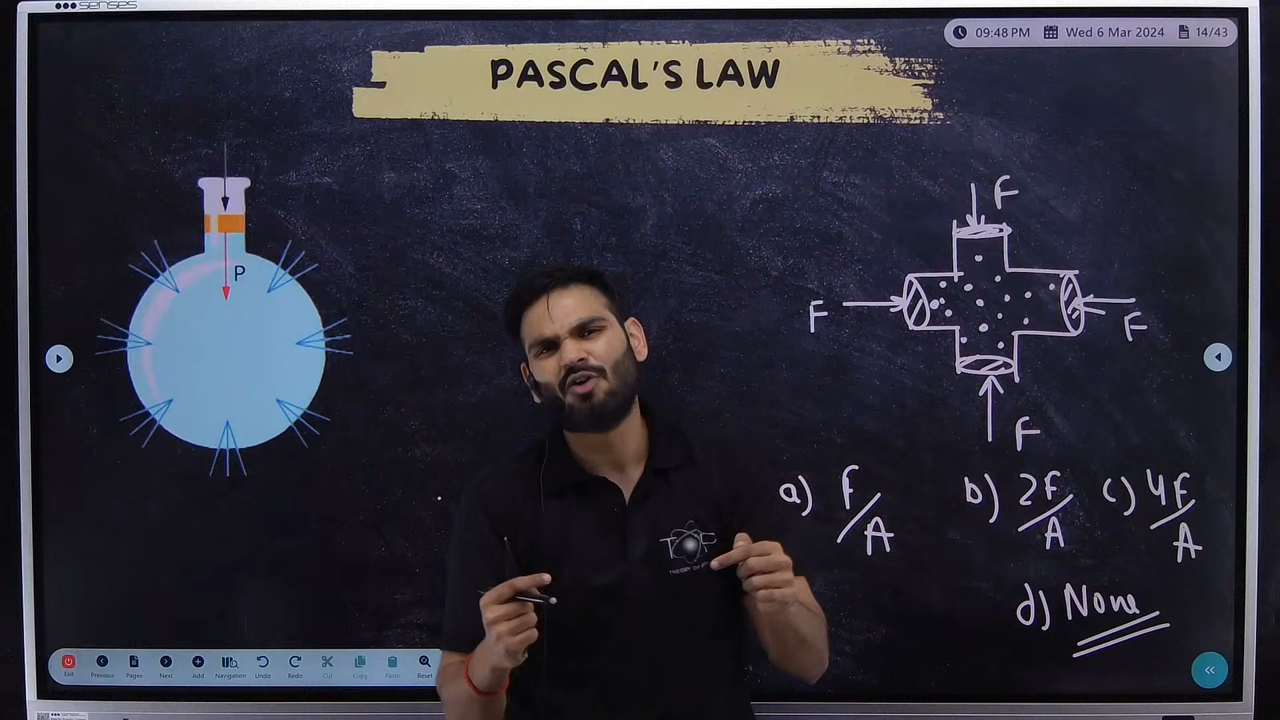 senses
09:48 PM Wed 6 Mar 2024 14/43
PASCAL'S LAW
P
F
F
F
F
a) F/A b) 2F/A c) 4F/A
d) None
Exit Previous Pages Next Add Navigation Undo Redo Cut Copy Paste Reset